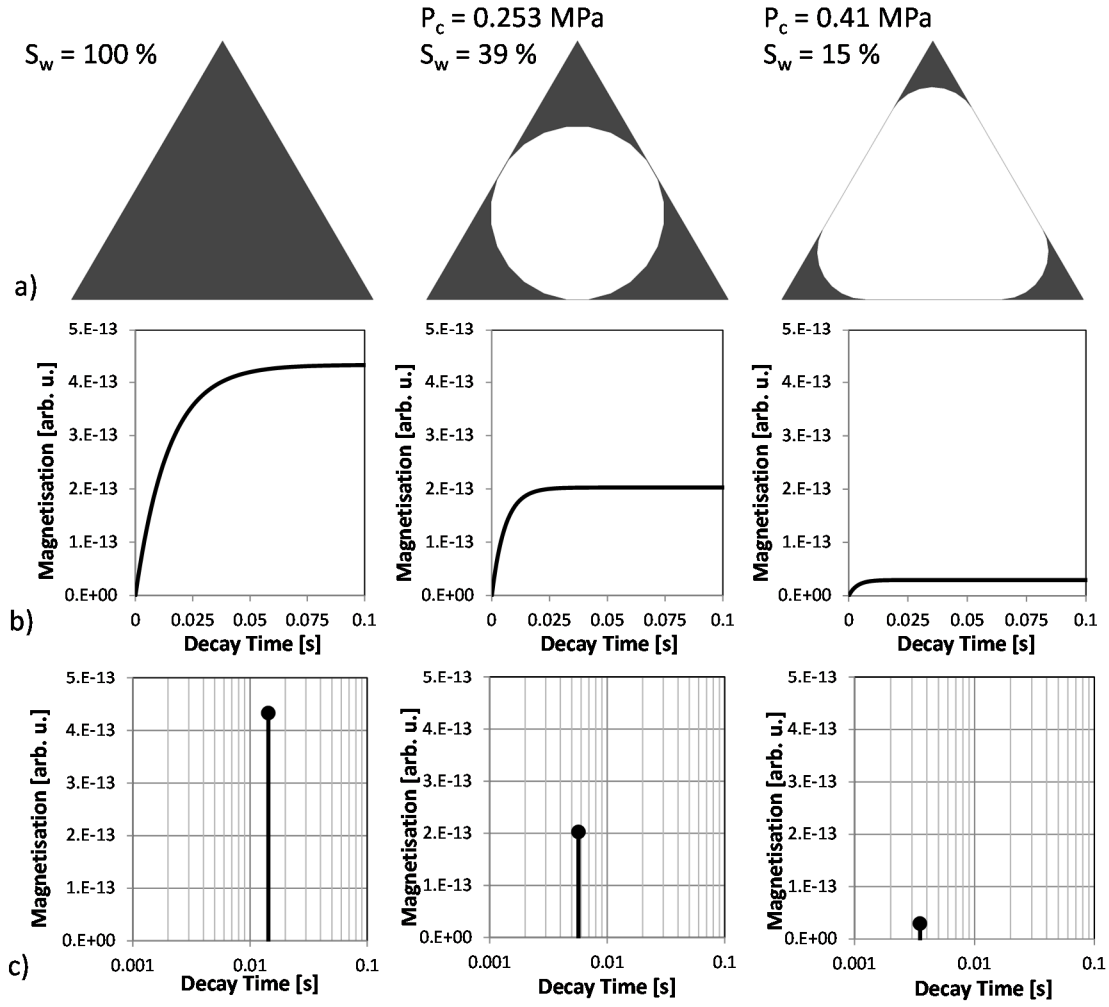 S_w = 100 %
P_c = 0.253 MPa
S_w = 39 %
P_c = 0.41 MPa
S_w = 15 %
a)
Magnetisation [arb. u.]
5.E-13
4.E-13
3.E-13
2.E-13
1.E-13
0.E+00
0 0.025 0.05 0.075 0.1
Decay Time [s]
Magnetisation [arb. u.]
5.E-13
4.E-13
3.E-13
2.E-13
1.E-13
0.E+00
0 0.025 0.05 0.075 0.1
Decay Time [s]
Magnetisation [arb. u.]
5.E-13
4.E-13
3.E-13
2.E-13
1.E-13
0.E+00
0 0.025 0.05 0.075 0.1
Decay Time [s]
b)
Magnetisation [arb. u.]
5.E-13
4.E-13
3.E-13
2.E-13
1.E-13
0.E+00
0.001 0.01 0.1
Decay Time [s]
Magnetisation [arb. u.]
5.E-13
4.E-13
3.E-13
2.E-13
1.E-13
0.E+00
0.001 0.01 0.1
Decay Time [s]
Magnetisation [arb. u.]
5.E-13
4.E-13
3.E-13
2.E-13
1.E-13
0.E+00
0.001 0.01 0.1
Decay Time [s]
c)